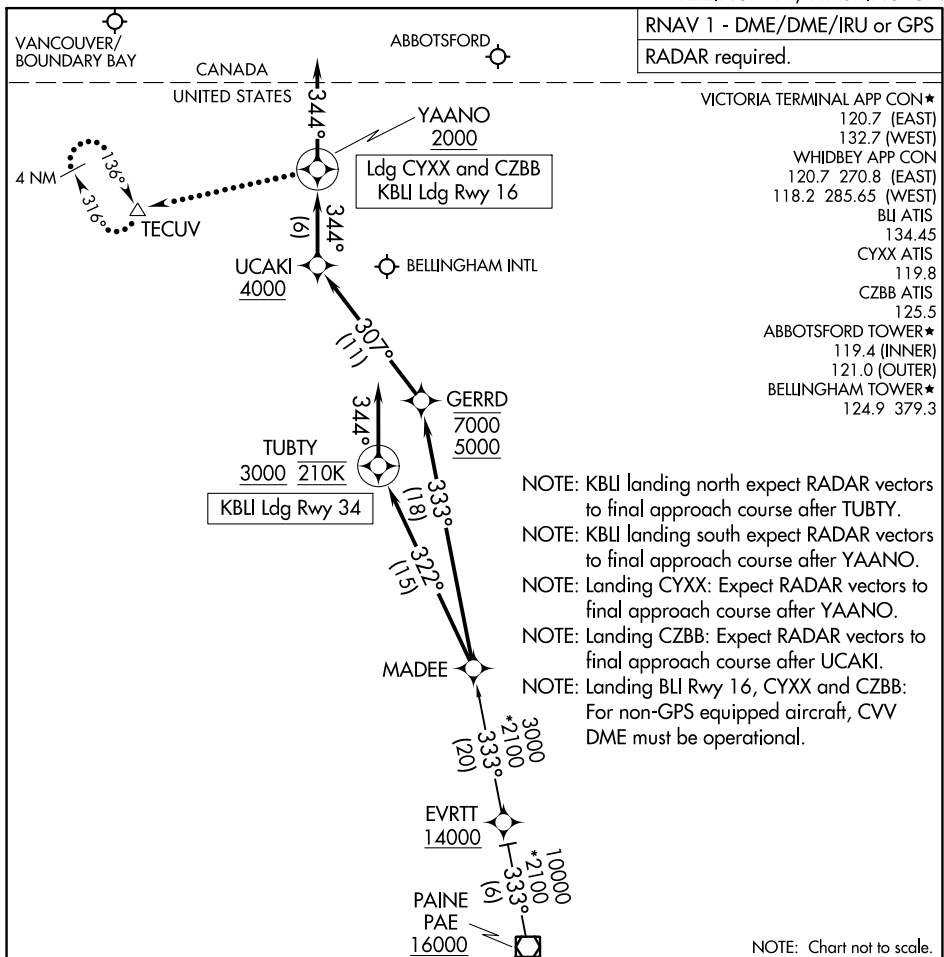 RNAV 1 - DME/DME/IRU or GPS
RADAR required.
VANCOUVER/
BOUNDARY BAY
ABBOTSFORD
CANADA
UNITED STATES
VICTORIA TERMINAL APP CON★
120.7 (EAST)
132.7 (WEST)
WHIDBEY APP CON
120.7 270.8 (EAST)
118.2 285.65 (WEST)
BLI ATIS
134.45
CYXX ATIS
119.8
CZBB ATIS
125.5
ABBOTSFORD TOWER★
119.4 (INNER)
121.0 (OUTER)
BELLINGHAM TOWER★
124.9 379.3
344°
YAANO
2000
Ldg CYXX and CZBB
KBLI Ldg Rwy 16
4 NM
136°
316°
TECUV
344°
(6)
UCAKI
4000
BELLINGHAM INTL
307°
(11)
GERRD
7000
5000
344°
TUBTY
3000 210K
KBLI Ldg Rwy 34
333°
(18)
322°
(15)
MADEE
NOTE: KBLI landing north expect RADAR vectors
to final approach course after TUBTY.
NOTE: KBLI landing south expect RADAR vectors
to final approach course after YAANO.
NOTE: Landing CYXX: Expect RADAR vectors to
final approach course after YAANO.
NOTE: Landing CZBB: Expect RADAR vectors to
final approach course after UCAKI.
NOTE: Landing BLI Rwy 16, CYXX and CZBB:
For non-GPS equipped aircraft, CVV
DME must be operational.
3000
*2100
333°
(20)
EVRTT
14000
10000
*2100
333°
(6)
PAINE
PAE
16000
NOTE: Chart not to scale.